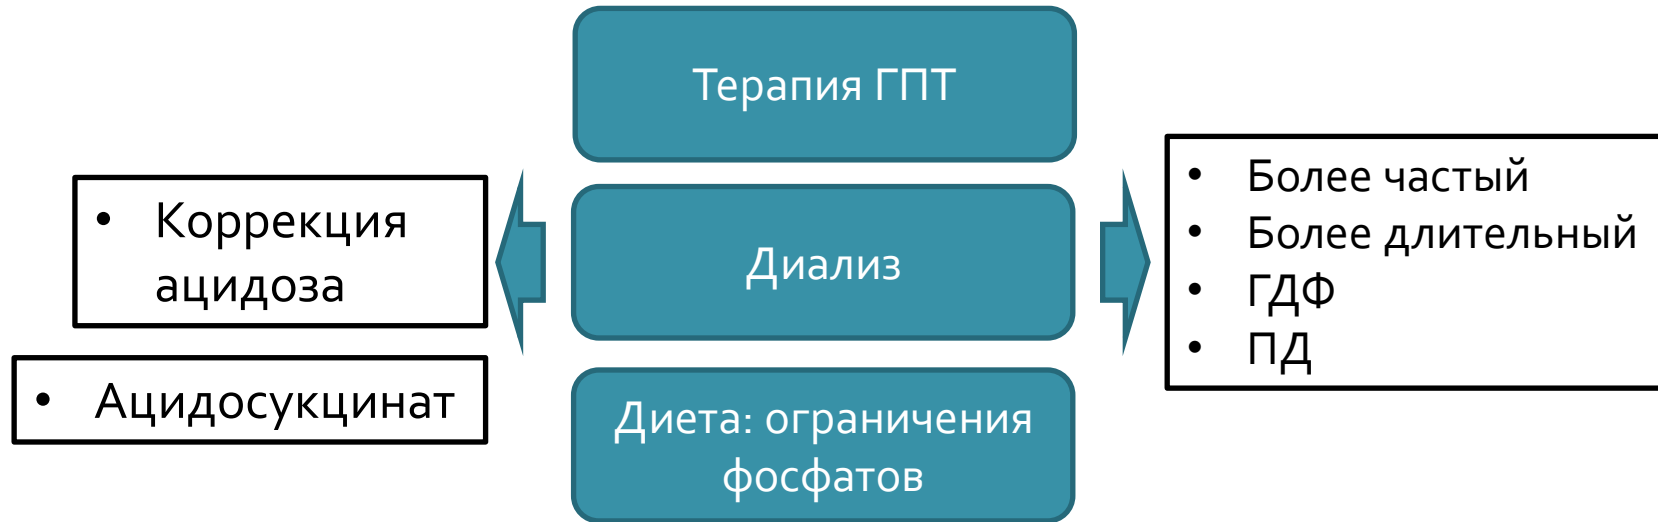 Терапия ГПТ
• Коррекция
ацидоза
• Ацидосукцинат
Диализ
• Более частый
• Более длительный
• ГДФ
• ПД
Диета: ограничения
фосфатов